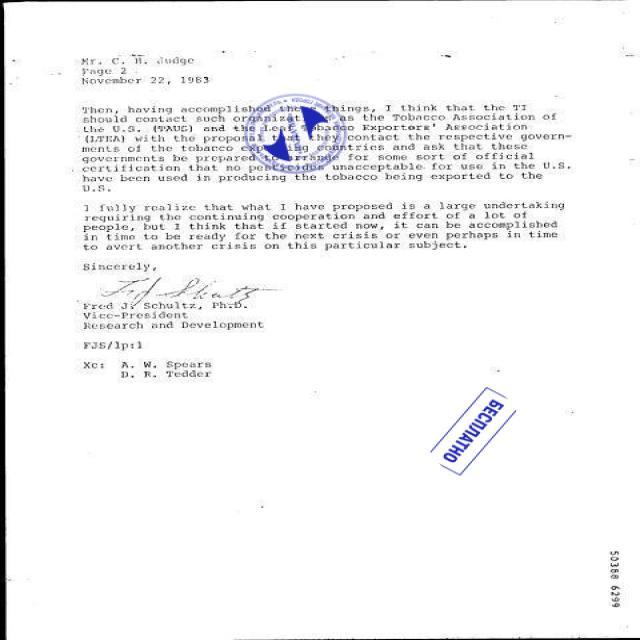 Mr. C. H. Judge
Page 2
November 22, 1983
Then, having accomplished these things, I think that the TI
should contact such organizations as the Tobacco Association of
the U.S. (TAUS) and the Leaf Tobacco Exporters' Association
(LTEA) with the proposal that they contact the respective govern-
ments of the tobacco exporting countries and ask that these
governments be prepared to arrange for some sort of official
certification that no pesticides unacceptable for use in the U.S.
have been used in producing the tobacco being exported to the
U.S.
I fully realize that what I have proposed is a large undertaking
requiring the continuing cooperation and effort of a lot of
people, but I think that if started now, it can be accomplished
in time to be ready for the next crisis or even perhaps in time
to avert another crisis on this particular subject.
Sincerely,
Fred Shultz
Fred J. Schultz, Ph.D.
Vice-President
Research and Development
FJS/lp:l
Xc: A. W. Spears
D. R. Tedder
БЕСПЛАТНО
50388 6299